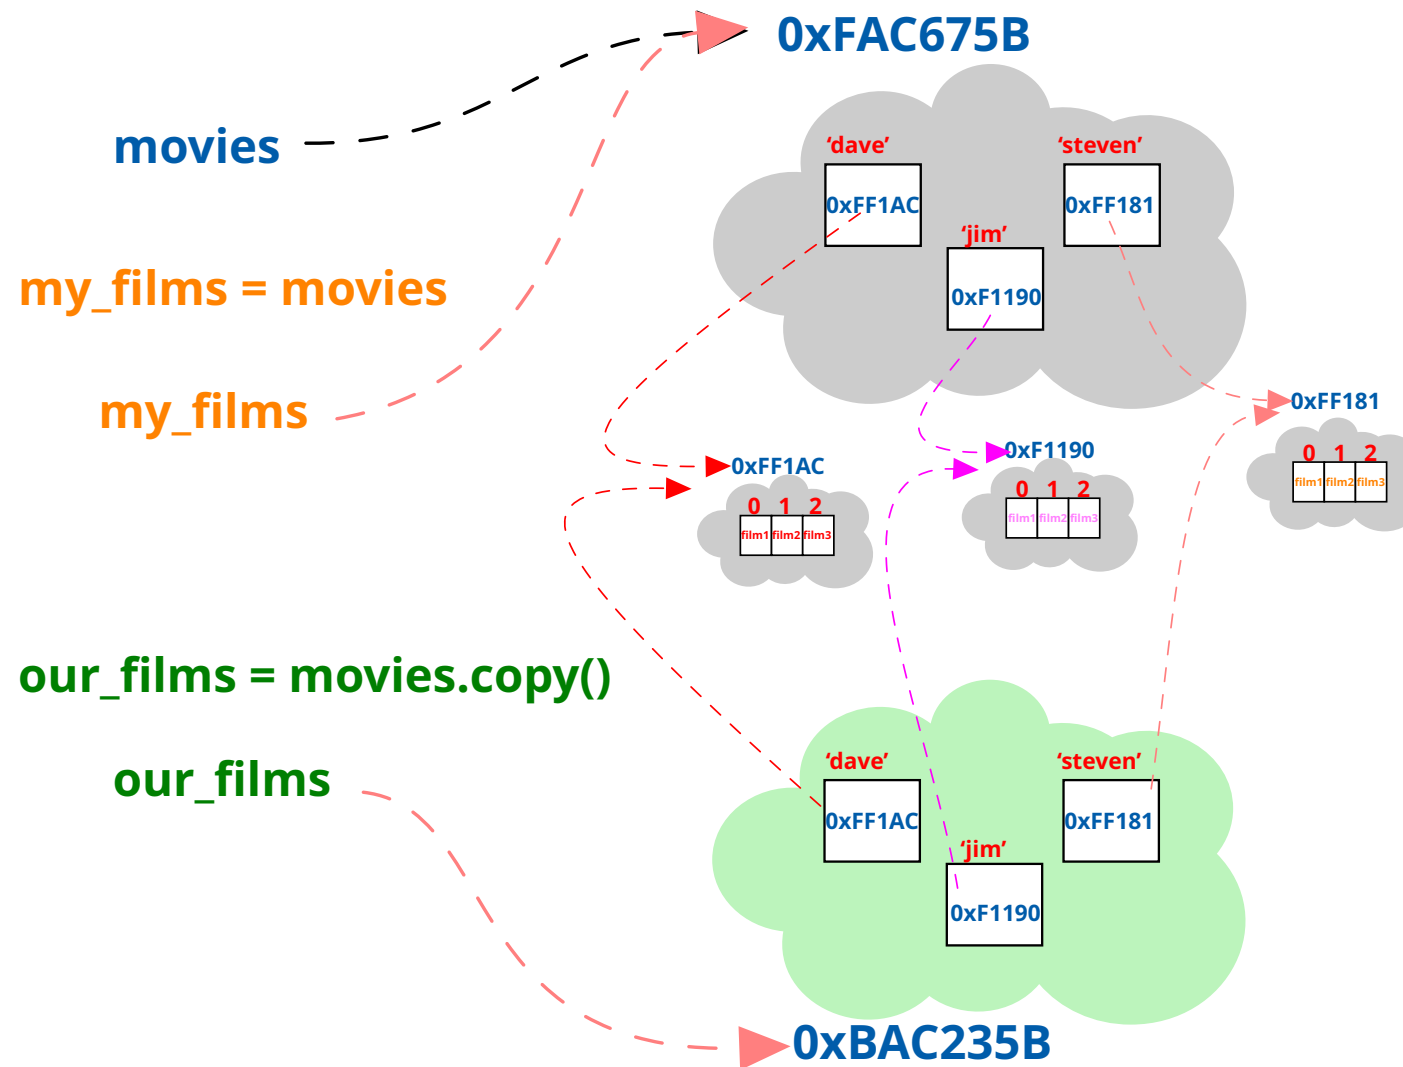 0xFAC675B
movies
‘dave’
‘steven’
0xFF1AC
0xFF181
‘jim’
0xF1190
my_films = movies
my_films
0xFF181
0 1 2
film1 film2 film3
0xF1190
0 1 2
film1 film2 film3
0xFF1AC
0 1 2
film1 film2 film3
our_films = movies.copy()
our_films
‘dave’
‘steven’
0xFF1AC
0xFF181
‘jim’
0xF1190
0xBAC235B